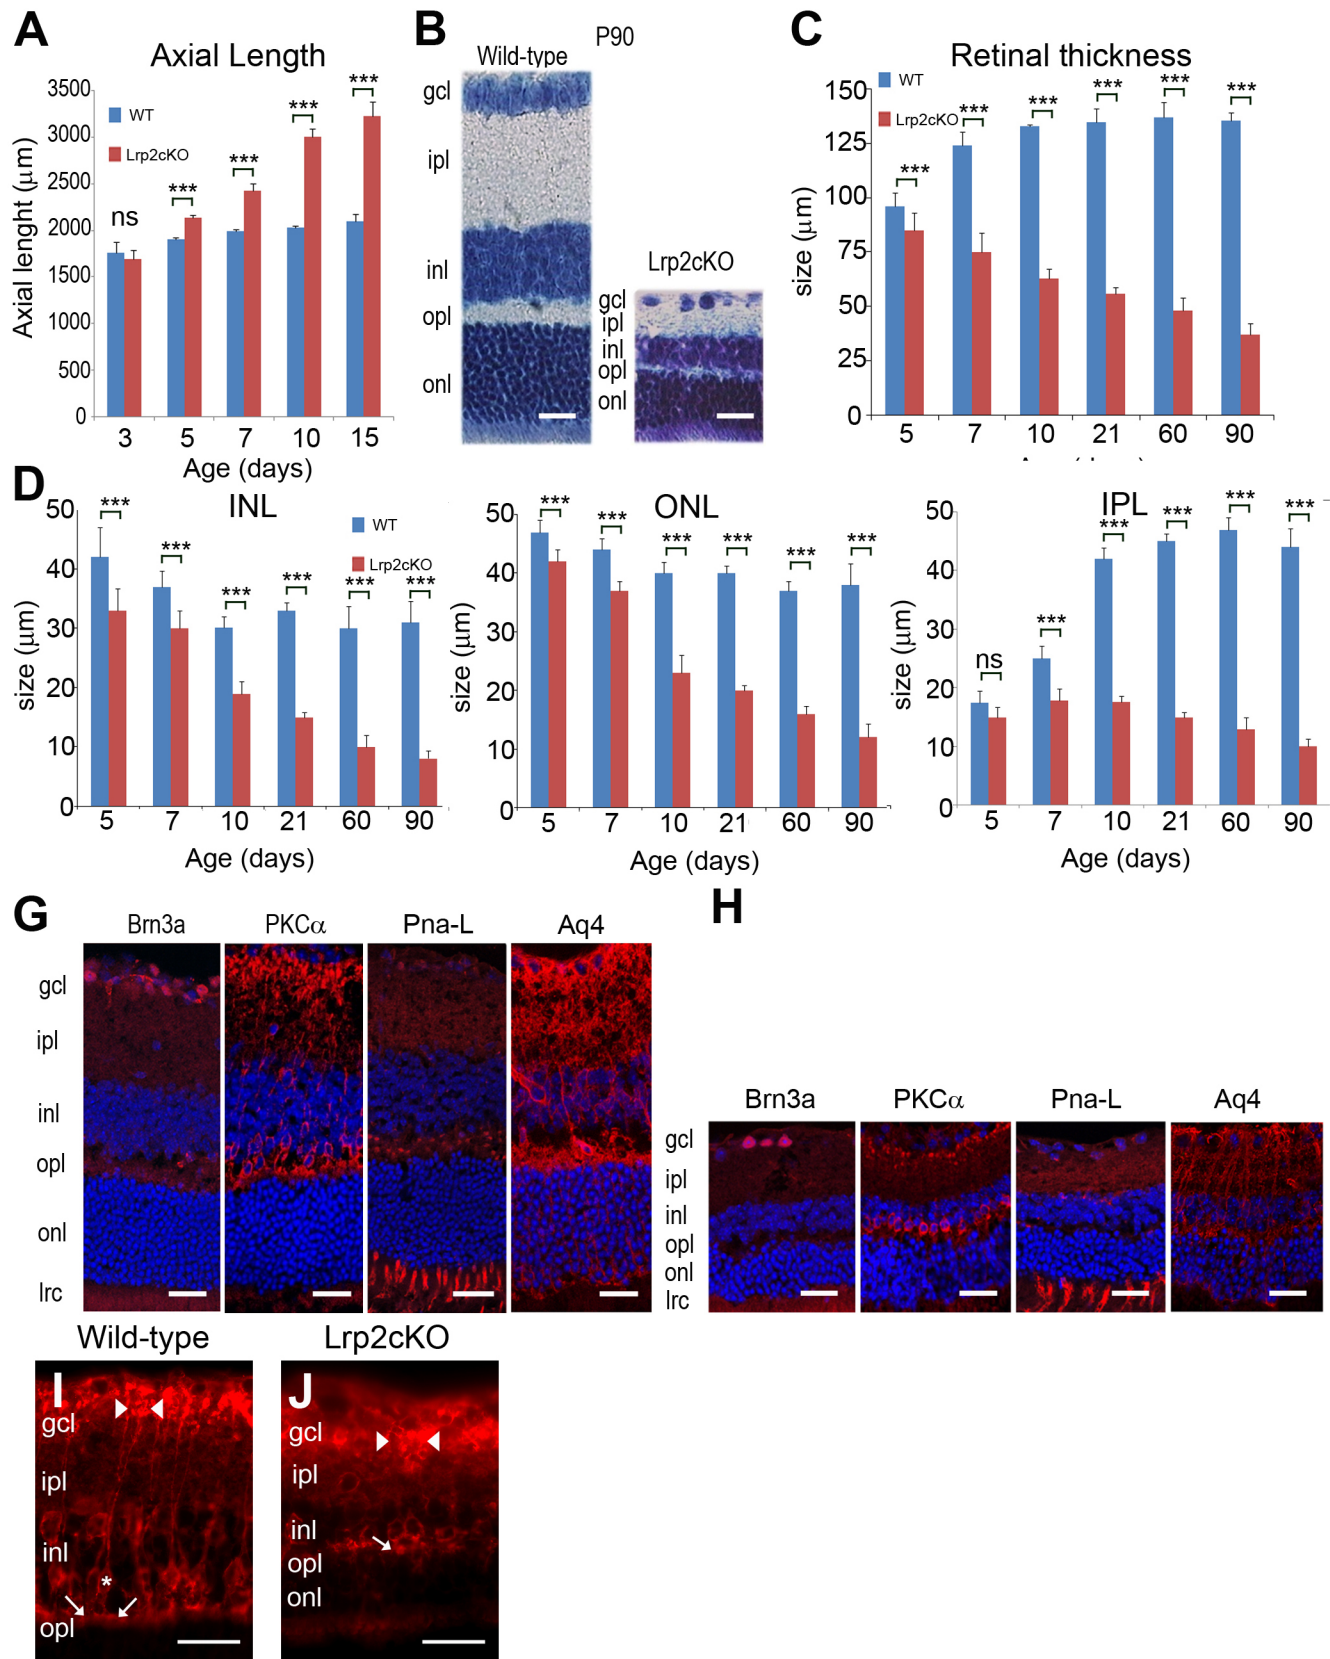 A
Axial Length
Axial lenght (μm)
3500
3000
2500
2000
1500
1000
500
0
WT
Lrp2cKO
ns
***
***
***
***
3 5 7 10 15
Age (days)
B
P90
Wild-type
gcl
ipl
inl
opl
onl
Lrp2cKO
gcl
ipl
inl
opl
onl
C
Retinal thickness
size (μm)
150
125
100
75
50
25
0
WT
Lrp2cKO
***
***
***
***
***
***
5 7 10 21 60 90
D
INL
size (μm)
50
40
30
20
10
0
WT
Lrp2cKO
***
***
***
***
***
***
5 7 10 21 60 90
Age (days)
ONL
size (μm)
50
40
30
20
10
0
***
***
***
***
***
***
5 7 10 21 60 90
Age (days)
IPL
size (μm)
50
40
30
20
10
0
ns
***
***
***
***
***
5 7 10 21 60 90
Age (days)
G
Brn3a PKCα Pna-L Aq4
gcl
ipl
inl
opl
onl
lrc
H
Brn3a PKCα Pna-L Aq4
gcl
ipl
inl
opl
onl
lrc
Wild-type
I
gcl
ipl
inl
*
opl
Lrp2cKO
J
gcl
ipl
inl
opl
onl